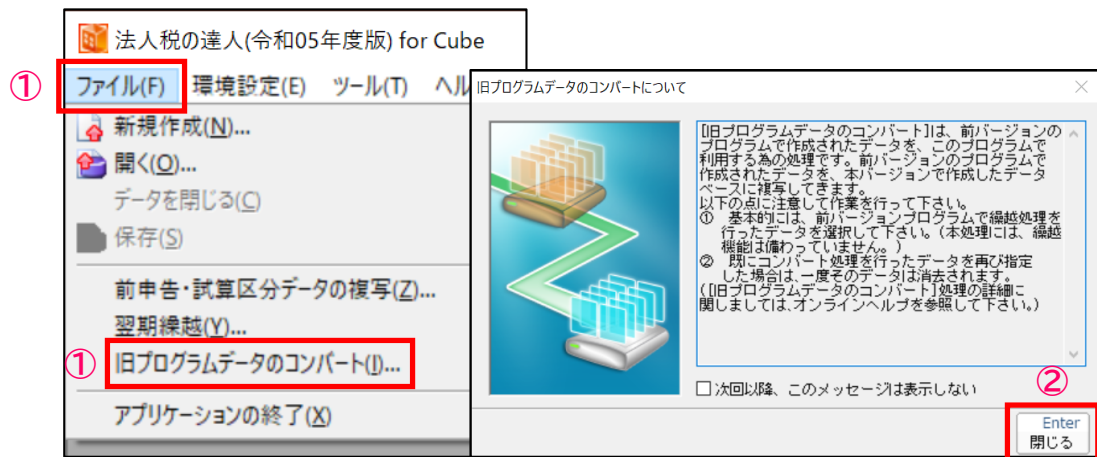 法人税の達人(令和05年度版) for Cube
①
ファイル(F) 環境設定(E) ツール(T) ヘル
新規作成(N)...
開く(O)...
データを閉じる(C)
保存(S)
前申告・試算区分データの複写(Z)...
翌期繰越(Y)...
①
旧プログラムデータのコンバート(I)...
アプリケーションの終了(X)
旧プログラムデータのコンバートについて
[旧プログラムデータのコンバート]は、前バージョンの
プログラムで作成されたデータを、このプログラムで
利用する為の処理です。前バージョンのプログラムで
作成されたデータを、本バージョンで作成したデータ
ベースに複写してきます。
以下の点に注意して作業を行って下さい。
① 基本的には、前バージョンプログラムで繰越処理を
行ったデータを選択して下さい。(本処理には、繰越
機能は備わっていません。)
② 既にコンバート処理を行ったデータを再び指定
した場合は、一度そのデータは消去されます。
([旧プログラムデータのコンバート]処理の詳細に
関しましては、オンラインヘルプを参照して下さい。)
次回以降、このメッセージは表示しない
②
Enter
閉じる